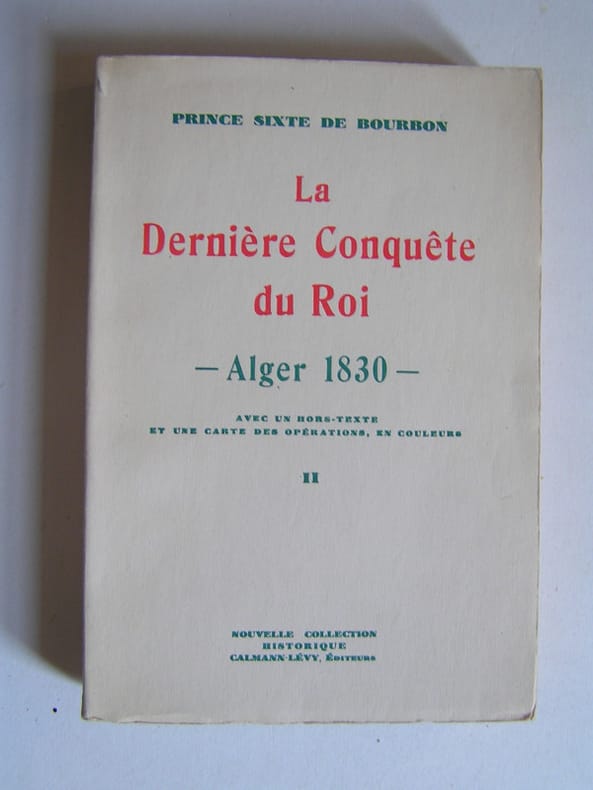 PRINCE SIXTE DE BOURBON
La
Dernière Conquête
du Roi
— Alger 1830 —
AVEC UN HORS-TEXTE
ET UNE CARTE DES OPÉRATIONS, EN COULEURS
II
NOUVELLE COLLECTION
HISTORIQUE
CALMANN-LÉVY, ÉDITEURS